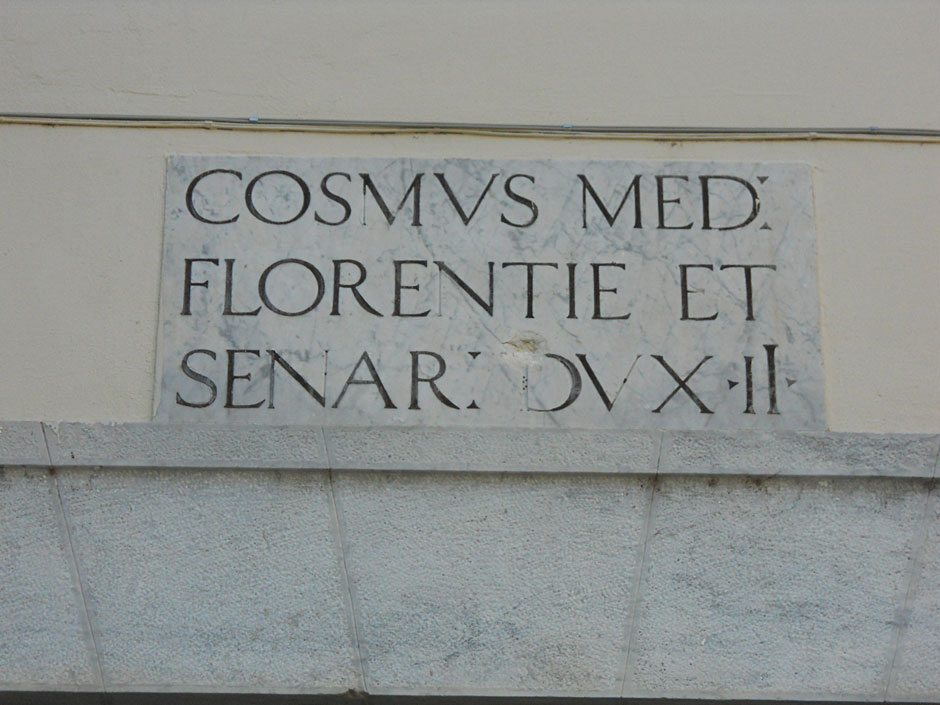 COSMVS MED:
FLORENTIE ET
SENAR: DVX·II·